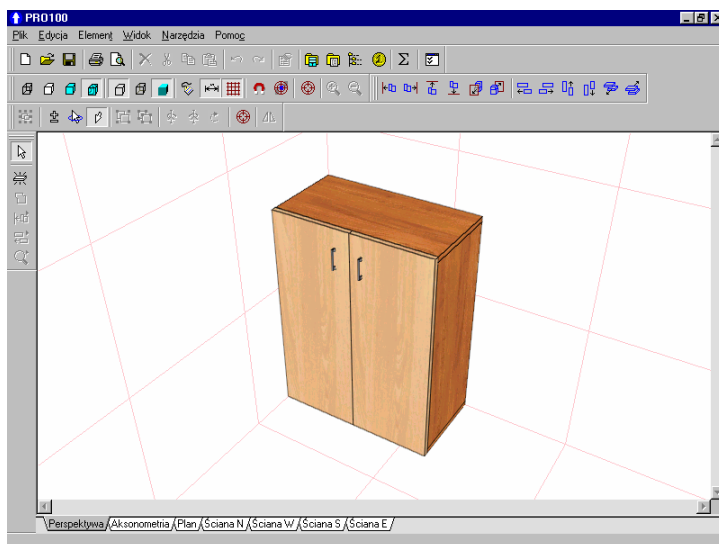 PRO100
Plik Edycja Element Widok Narzędzia Pomoc
Perspektywa Aksonometria Plan Ściana N Ściana W Ściana S Ściana E